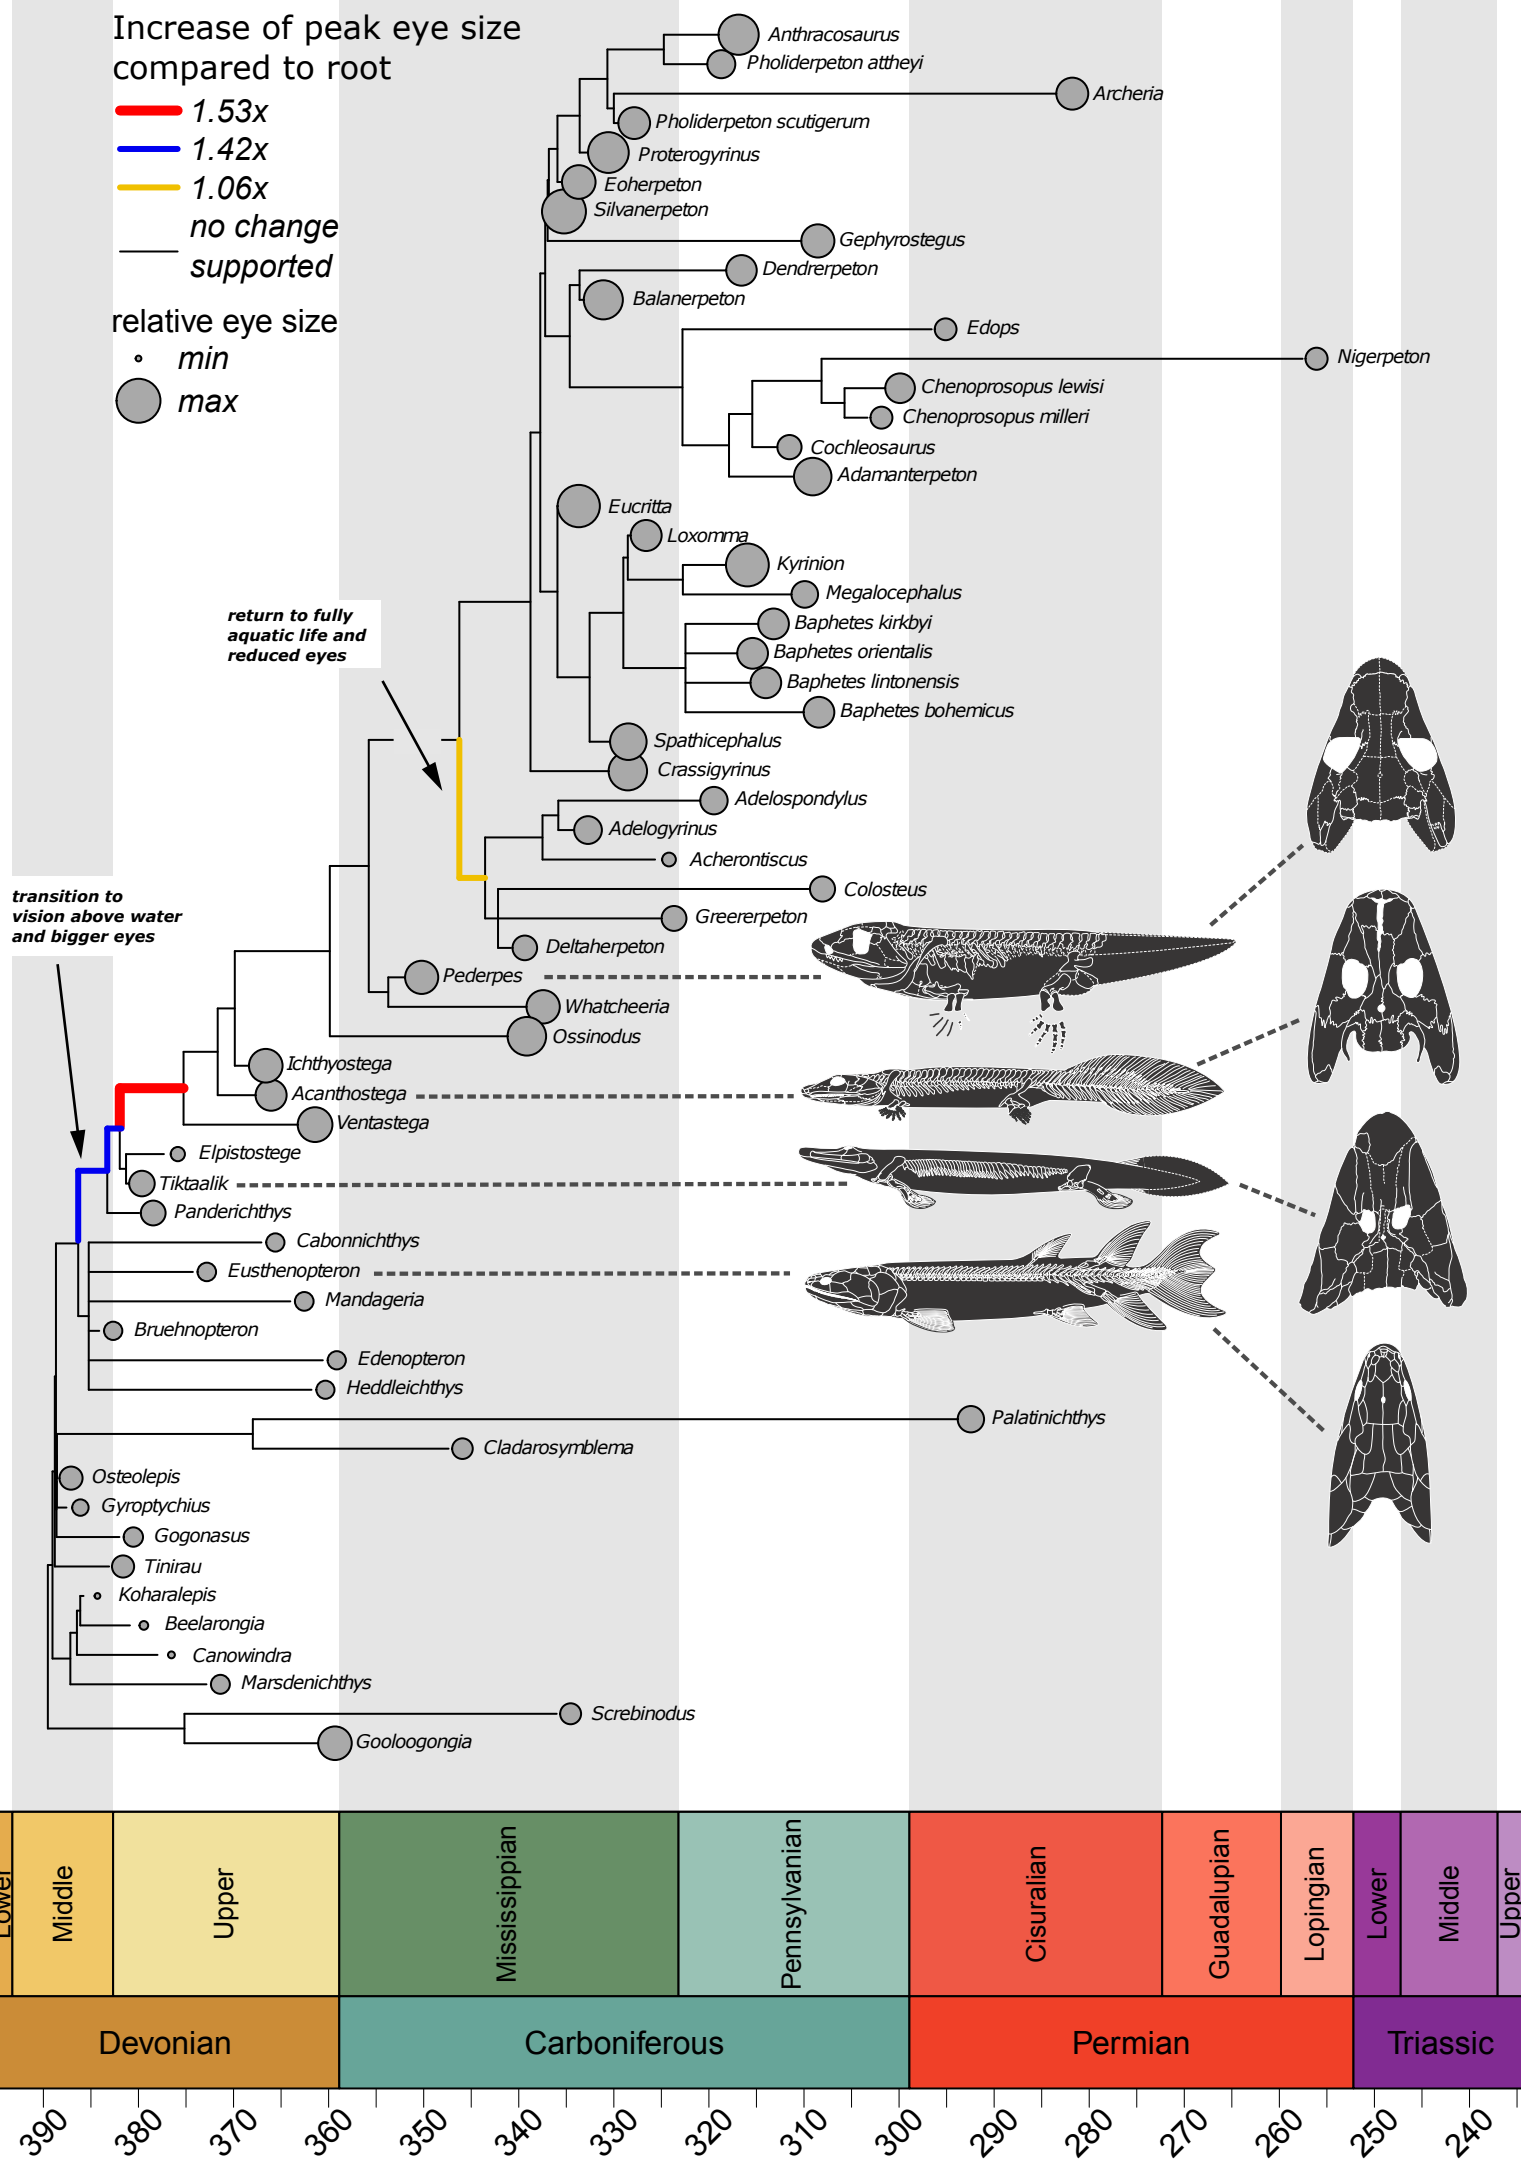 Increase of peak eye size
compared to root
1.53x
1.42x
1.06x
no change
supported
relative eye size
min
max
Anthracosaurus
Pholiderpeton attheyi
Archeria
Pholiderpeton scutigerum
Proterogyrinus
Eoherpeton
Silvanerpeton
Gephyrostegus
Dendrerpeton
Balanerpeton
Edops
Nigerpeton
Chenoprosopus lewisi
Chenoprosopus milleri
Cochleosaurus
Adamanterpeton
Eucritta
Loxomma
Kyrinion
Megalocephalus
return to fully
aquatic life and
reduced eyes
Baphetes kirkbyi
Baphetes orientalis
Baphetes lintonensis
Baphetes bohemicus
Spathicephalus
Crassigyrinus
Adelospondylus
Adelogyrinus
Acherontiscus
Colosteus
transition to
vision above water
and bigger eyes
Greererpeton
Deltaherpeton
Pederpes
Whatcheeria
Ossinodus
Ichthyostega
Acanthostega
Ventastega
Elpistostege
Tiktaalik
Panderichthys
Cabonnichthys
Eusthenopteron
Mandageria
Bruehnopteron
Edenopteron
Heddleichthys
Palatinichthys
Cladarosymblema
Osteolepis
Gyroptychius
Gogonasus
Tinirau
Koharalepis
Beelarongia
Canowindra
Marsdenichthys
Screbinodus
Gooloogongia
Lower
Middle
Upper
Mississippian
Pennsylvanian
Cisuralian
Guadalupian
Lopingian
Lower
Middle
Upper
Devonian
Carboniferous
Permian
Triassic
390
380
370
360
350
340
330
320
310
300
290
280
270
260
250
240